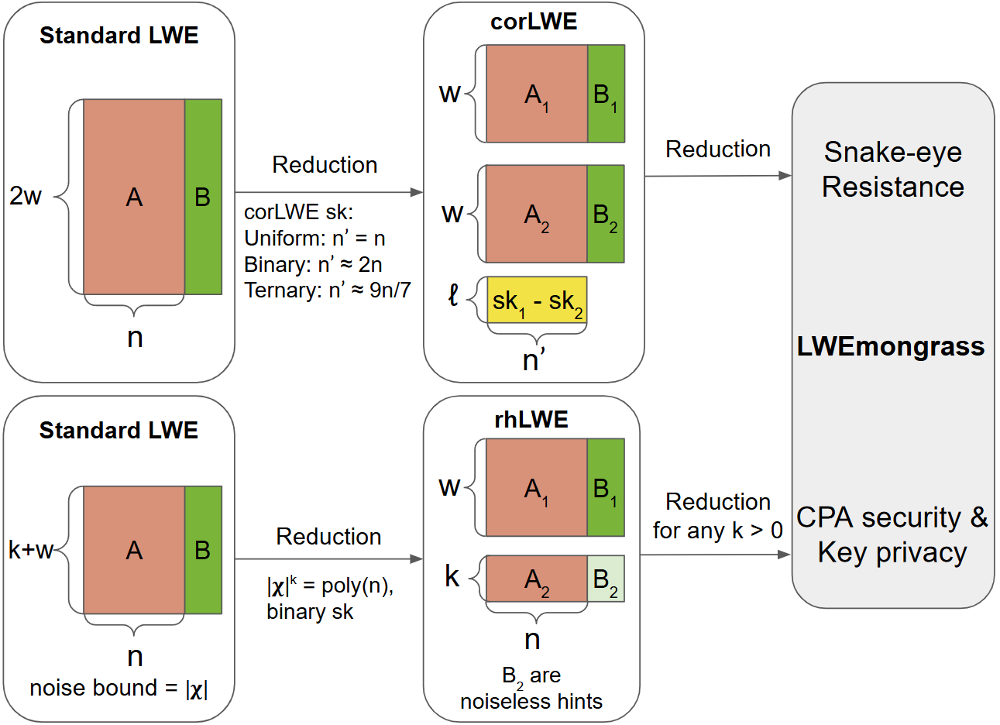 Standard LWE
2w
A
B
n
Reduction
corLWE sk:
Uniform: n’ = n
Binary: n’ ≈ 2n
Ternary: n’ ≈ 9n/7
corLWE
w
A₁
B₁
w
A₂
B₂
ℓ
sk₁ - sk₂
n’
Reduction
Snake-eye
Resistance
LWEmongrass
CPA security &
Key privacy
Standard LWE
k+w
A
B
n
noise bound = |χ|
Reduction
|χ|ᵏ = poly(n),
binary sk
rhLWE
w
A₁
B₁
k
A₂
B₂
n
B₂ are
noiseless hints
Reduction
for any k > 0